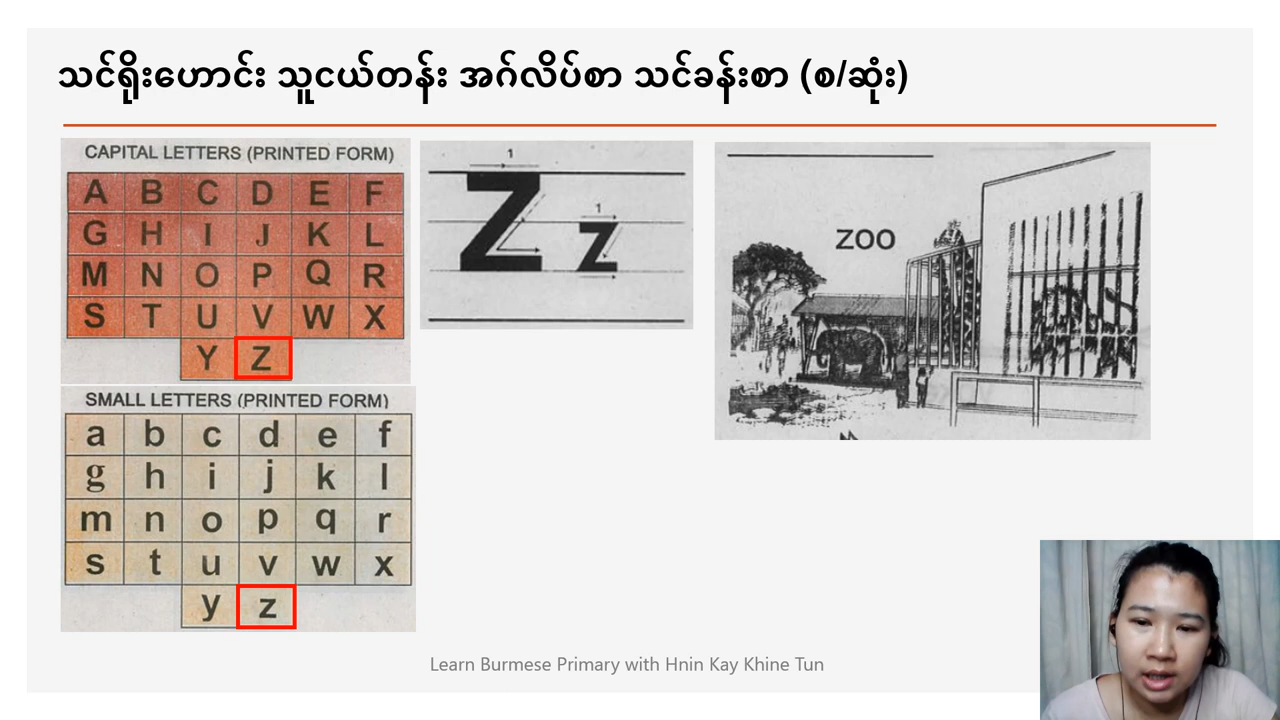 သင်ရိုးဟောင်း သူငယ်တန်း အင်္ဂလိပ်စာ သင်ခန်းစာ (စ/ဆုံး)
CAPITAL LETTERS (PRINTED FORM)
A B C D E F
G H I J K L
M N O P Q R
S T U V W X
Y Z
SMALL LETTERS (PRINTED FORM)
a b c d e f
g h i j k l
m n o p q r
s t u v w x
y z
1
Z z
1
ZOO
Learn Burmese Primary with Hnin Kay Khine Tun